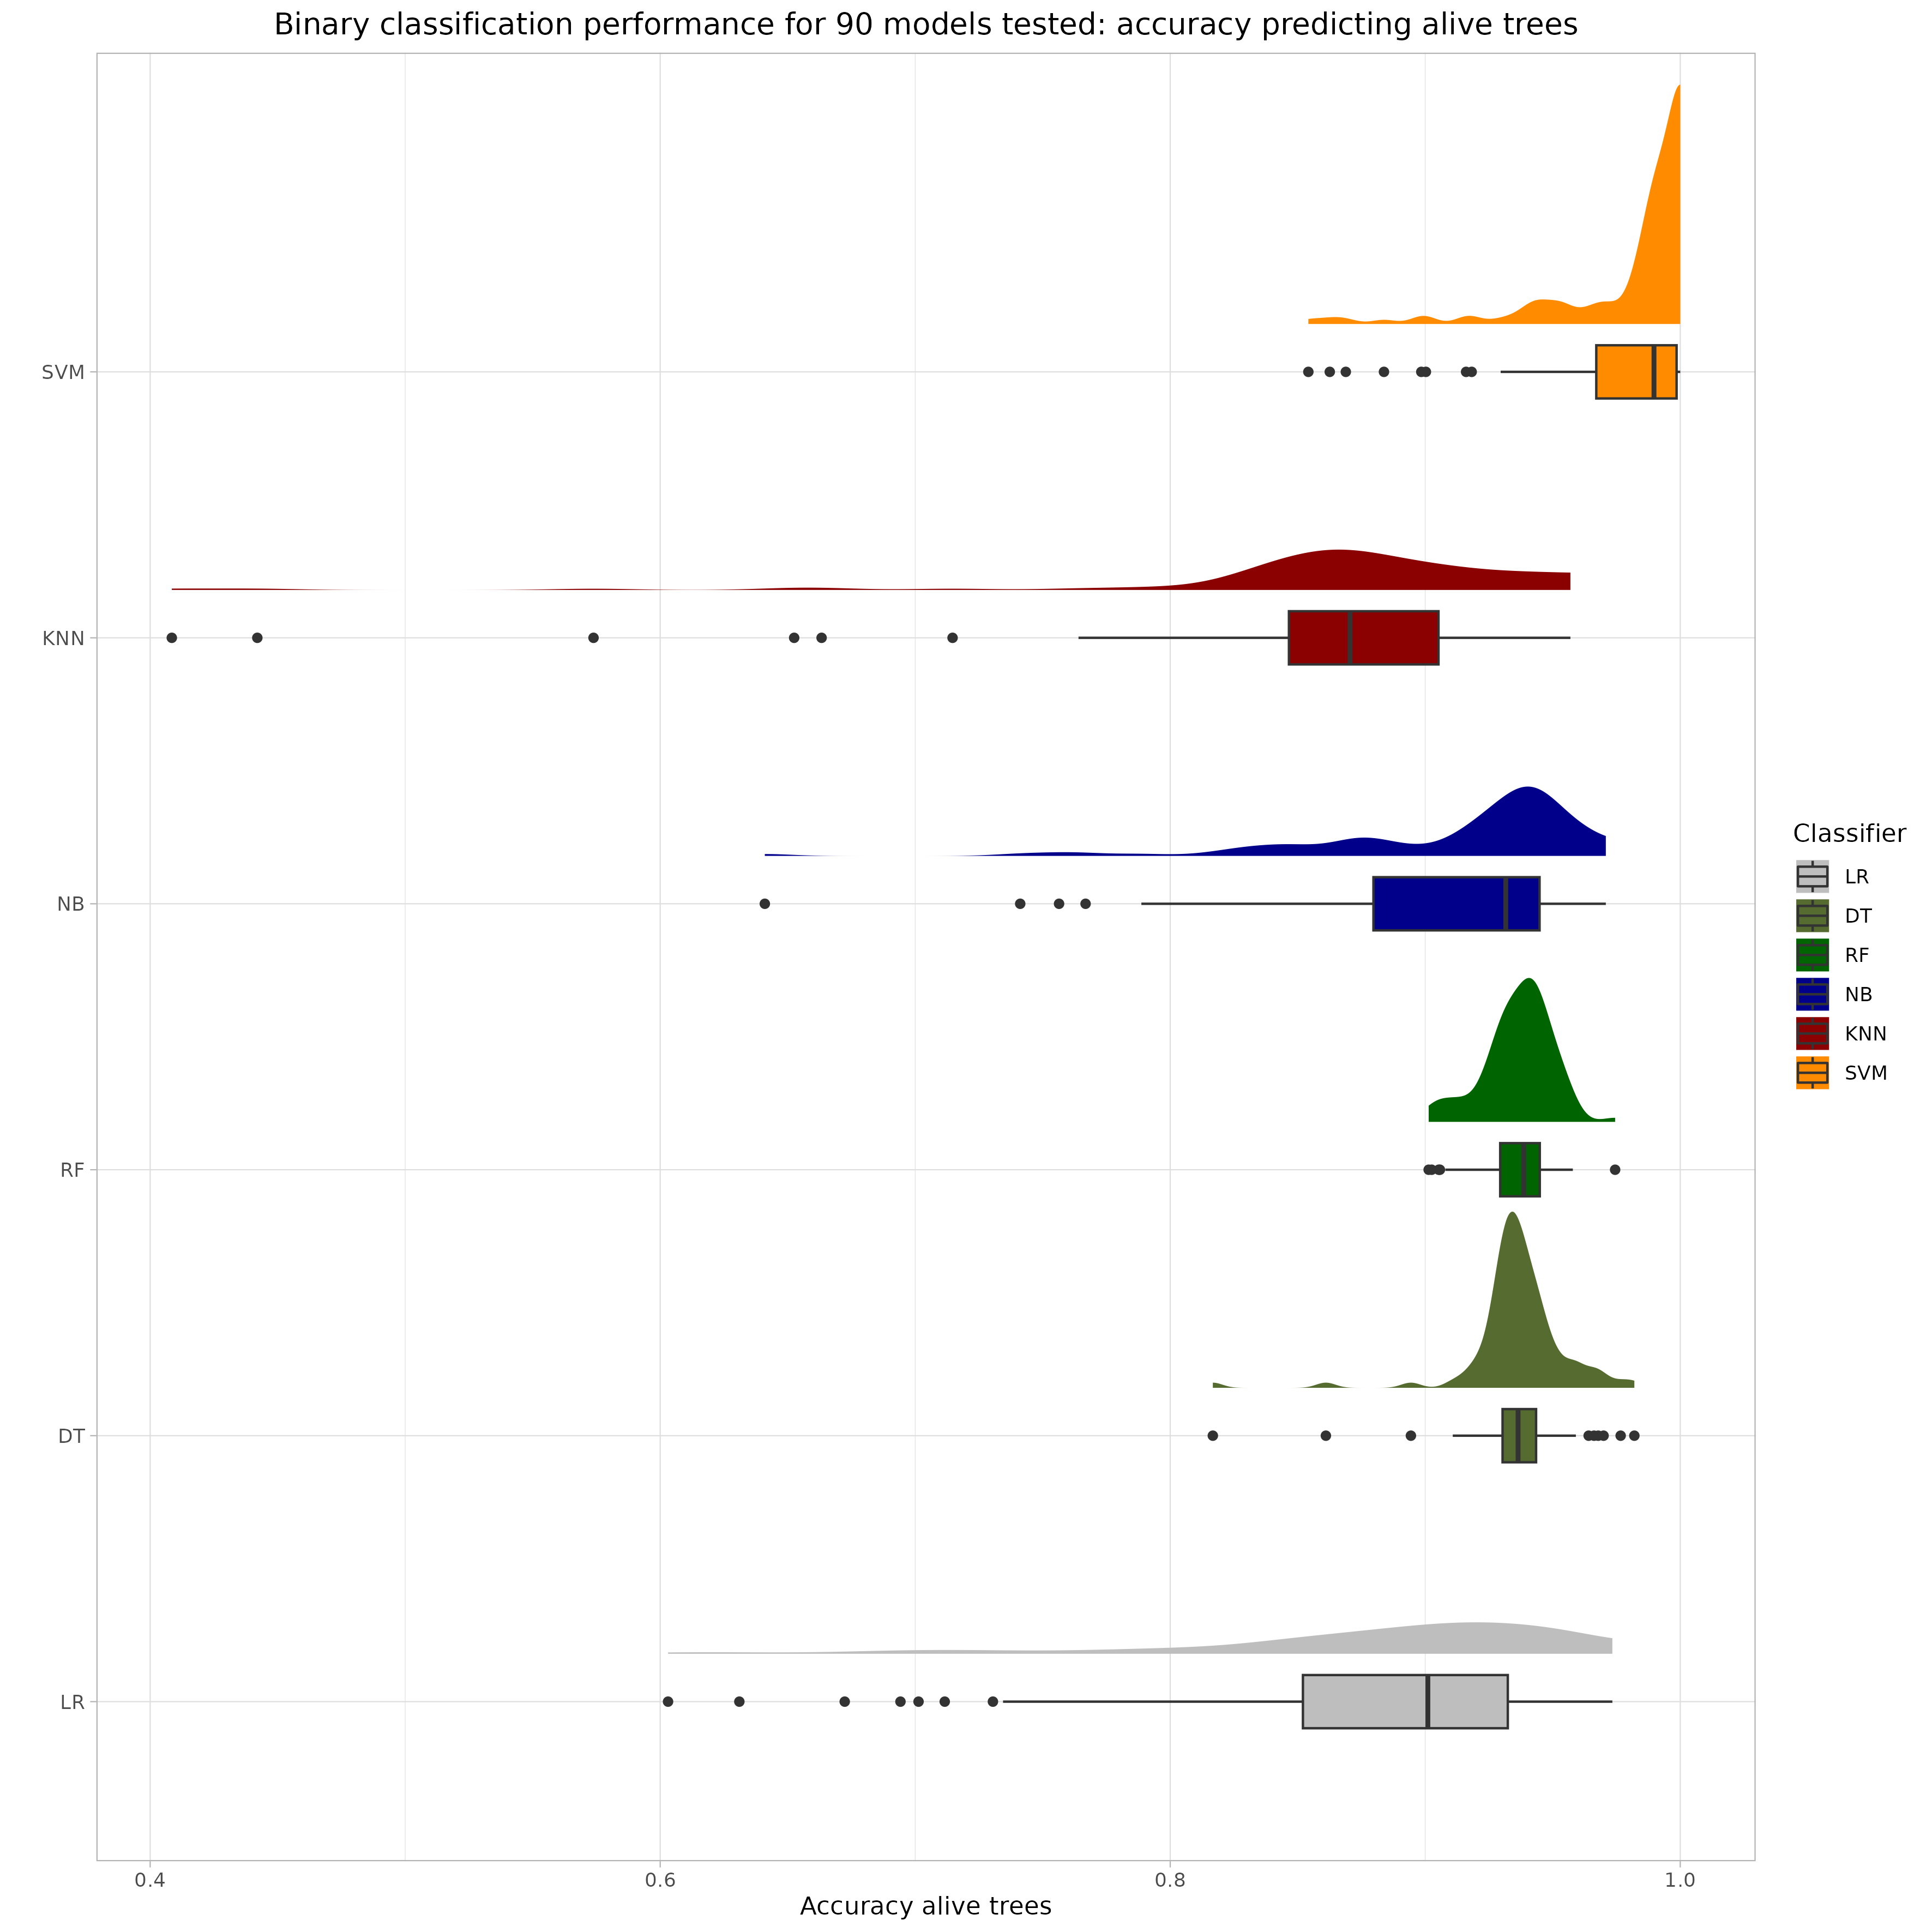 Binary classification performance for 90 models tested: accuracy predicting alive trees
SVM
KNN
NB
RF
DT
LR
0.4
0.6
0.8
1.0
Accuracy alive trees
Classifier
LR
DT
RF
NB
KNN
SVM